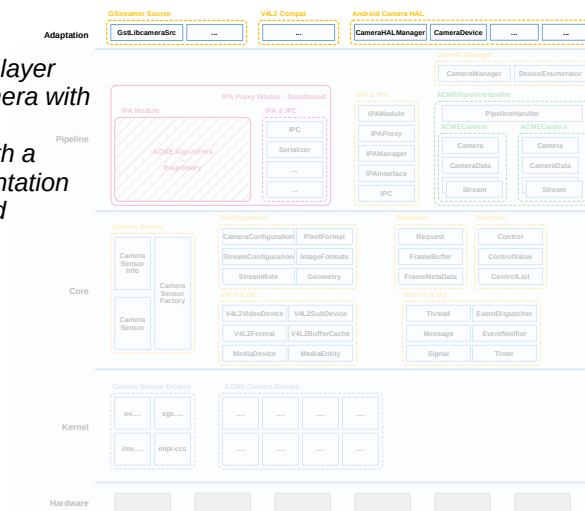 GStreamer Source
V4L2 Compat
Android Camera HAL
Adaptation
GstLibcameraSrc
...
...
CameraHALManager
CameraDevice
...
...
layer
era with
th a
ntation
d
Camera Manager
CameraManager
DeviceEnumerator
Pipeline
IPA Proxy Worker - Sandboxed
IPA Module
ACME Algorithms
-
Proprietary
IPA & IPC
IPC
Serializer
...
...
IPA & IPC
IPAModule
IPAProxy
IPAManager
IPAInterface
IPC
ACMEPipelineHandler
PipelineHandler
ACMECamera
Camera
CameraData
Stream
ACMECamera
Camera
CameraData
Stream
Core
Camera Sensor
Camera
Sensor
Info
Camera
Sensor
Camera
Sensor
Factory
Configuration
CameraConfiguration
PixelFormat
StreamConfiguration
ImageFormats
StreamRole
Geometry
Requests
Request
FrameBuffer
FrameMetaData
Controls
Control
ControlValue
ControlList
V4L2 & MC
V4L2VideoDevice
V4L2SubDevice
V4L2Format
V4L2BufferCache
MediaDevice
MediaEntity
Events & I/O
Thread
EventDispatcher
Message
EventNotifier
Signal
Timer
Kernel
Camera Sensor Drivers
ov....
xgs....
imx....
mipi-ccs
ACME Camera Drivers
....
....
....
....
....
....
....
....
Hardware